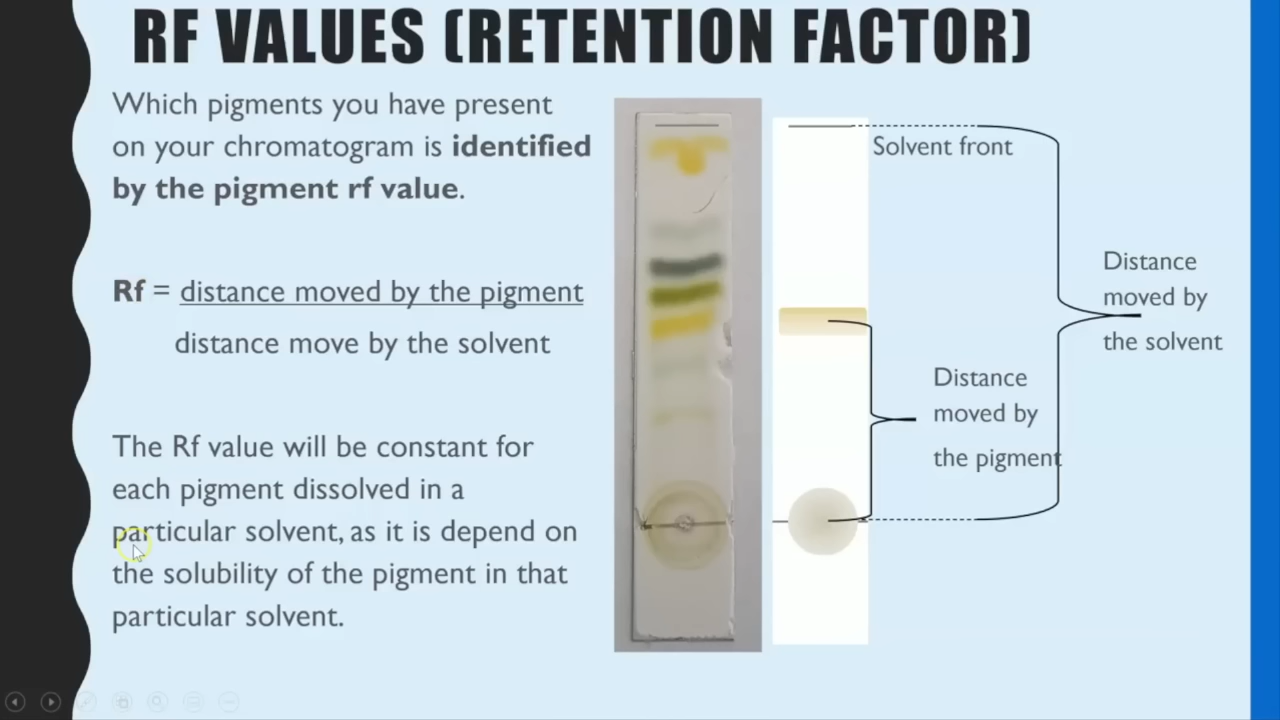 RF VALUES (RETENTION FACTOR)
Which pigments you have present
on your chromatogram is identified
by the pigment rf value.
Rf = distance moved by the pigment
distance move by the solvent
The Rf value will be constant for
each pigment dissolved in a
particular solvent, as it is depend on
the solubility of the pigment in that
particular solvent.
Solvent front
Distance
moved by
the solvent
Distance
moved by
the pigment